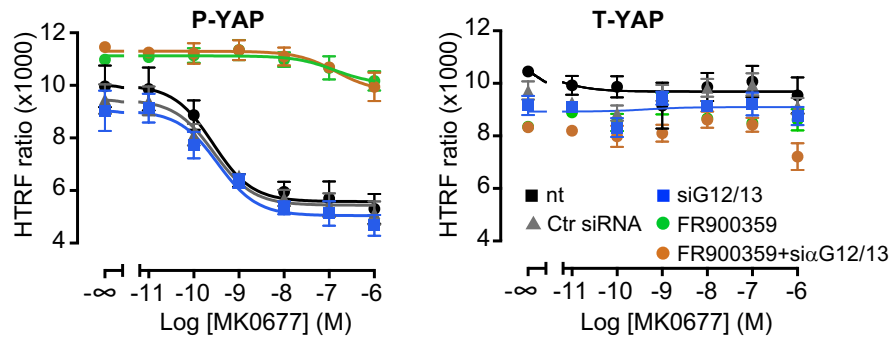 P-YAP
HTRF ratio (x1000)
12
10
8
6
4
-∞
-11
-10
-9
-8
-7
-6
Log [MK0677] (M)
T-YAP
HTRF ratio (x1000)
12
10
8
6
4
nt
Ctr siRNA
siG12/13
FR900359
FR900359+siαG12/13
-∞
-11
-10
-9
-8
-7
-6
Log [MK0677] (M)